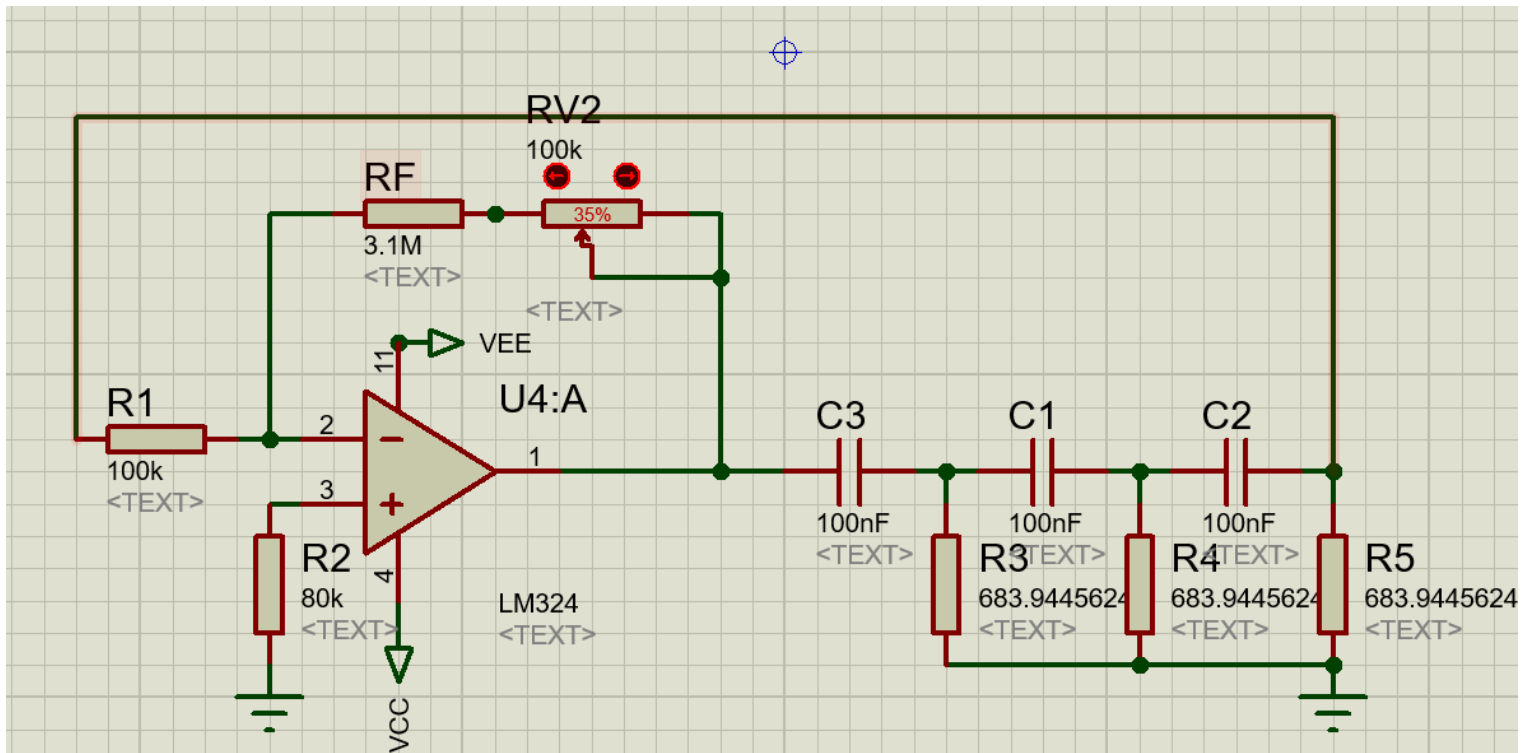 RV2
100k
RF
35%
3.1M
<TEXT>
<TEXT>
11
VEE
R1
2
U4:A
1
C3
C1
C2
100k
<TEXT>
3
100nF
100nF
100nF
<TEXT>
<TEXT>
<TEXT>
R2
80k
<TEXT>
4
LM324
<TEXT>
R3
683.9445624
<TEXT>
R4
683.9445624
<TEXT>
R5
683.9445624
<TEXT>
VCC